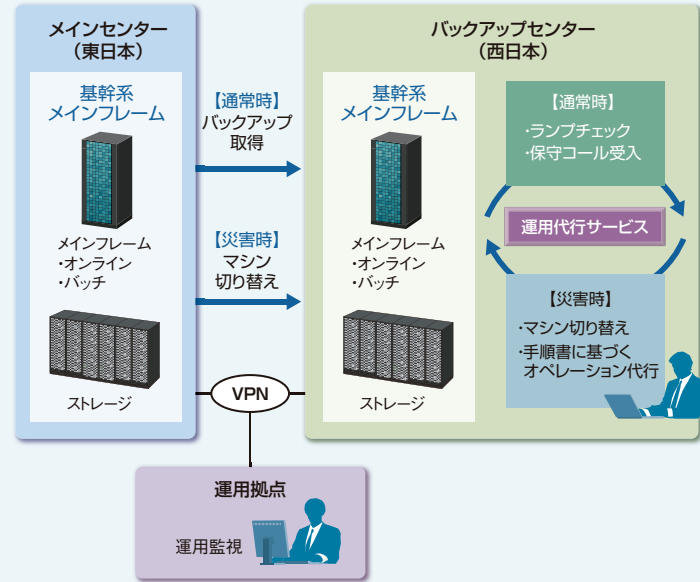 メインセンター
（東日本）
基幹系
メインフレーム
メインフレーム
・オンライン
・バッチ
ストレージ
【通常時】
バックアップ
取得
【災害時】
マシン
切り替え
バックアップセンター
（西日本）
基幹系
メインフレーム
メインフレーム
・オンライン
・バッチ
ストレージ
【通常時】
・ランプチェック
・保守コール受入
運用代行サービス
【災害時】
・マシン切り替え
・手順書に基づく
オペレーション代行
VPN
運用拠点
運用監視